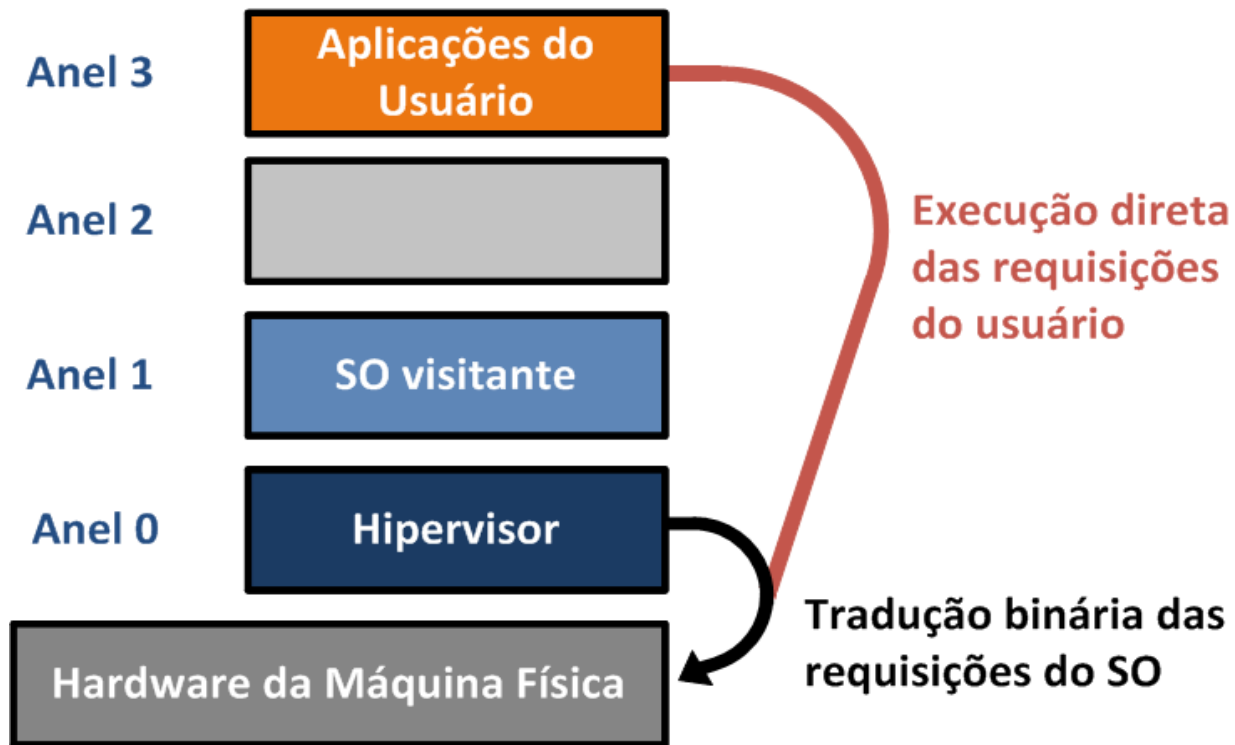 Anel 3
Aplicações do
Usuário
Anel 2
Execução direta
das requisições
do usuário
Anel 1
SO visitante
Anel 0
Hipervisor
Tradução binária das
requisições do SO
Hardware da Máquina Física